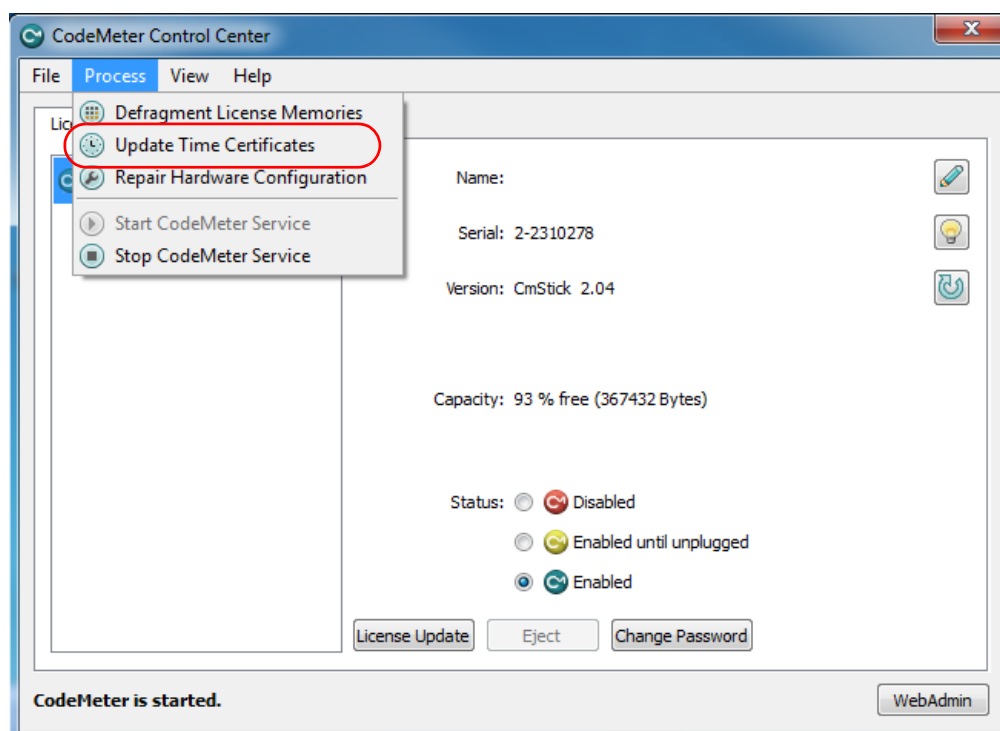 CodeMeter Control Center
File Process View Help
Defragment License Memories
Update Time Certificates
Repair Hardware Configuration
Start CodeMeter Service
Stop CodeMeter Service
Name:
Serial: 2-2310278
Version: CmStick 2.04
Capacity: 93 % free (367432 Bytes)
Status: Disabled
Enabled until unplugged
Enabled
License Update Eject Change Password
CodeMeter is started. WebAdmin